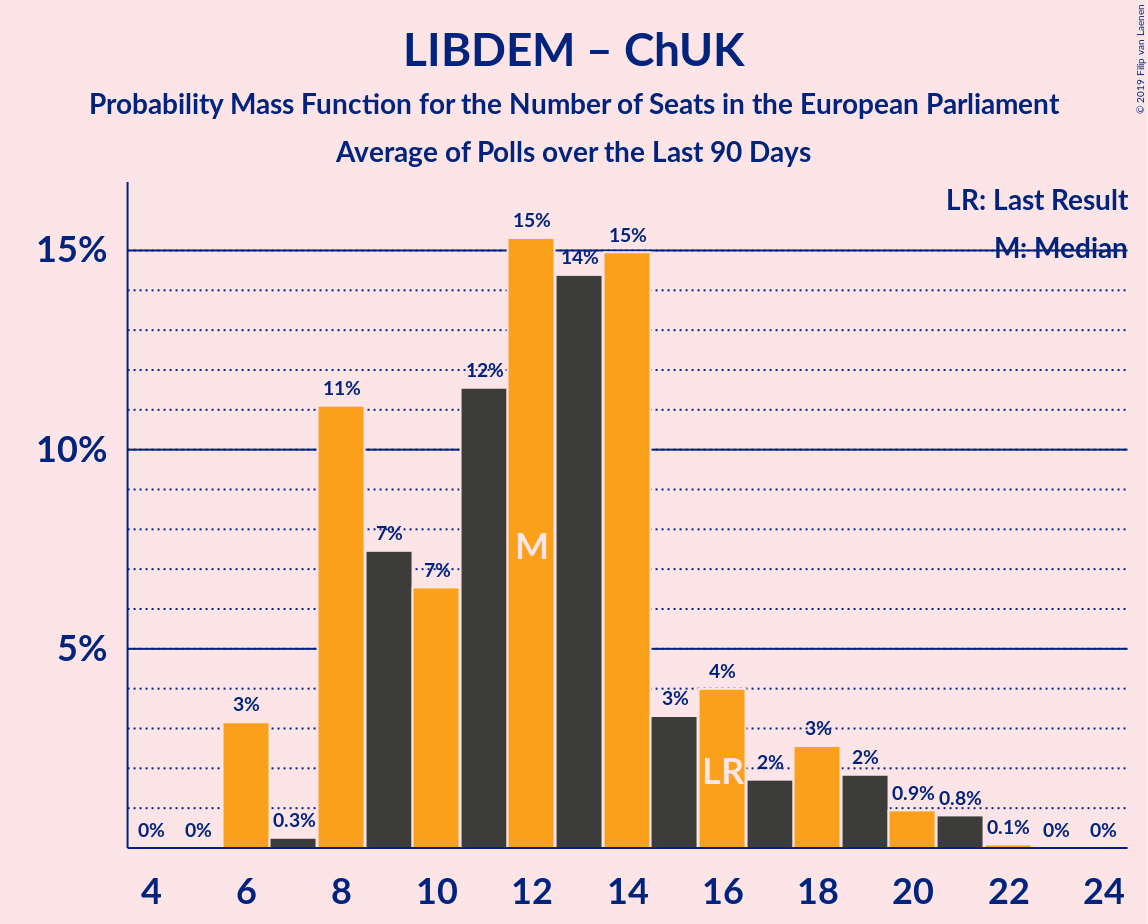 LIBDEM – ChUK
Probability Mass Function for the Number of Seats in the European Parliament
Average of Polls over the Last 90 Days
© 2019 Filip van Laenen
LR: Last Result
M: Median
15%
10%
5%
0%
0%
3%
0.3%
11%
7%
7%
12%
15%
14%
15%
3%
4%
2%
3%
2%
0.9%
0.8%
0.1%
0%
0%
M
LR
4 6 8 10 12 14 16 18 20 22 24